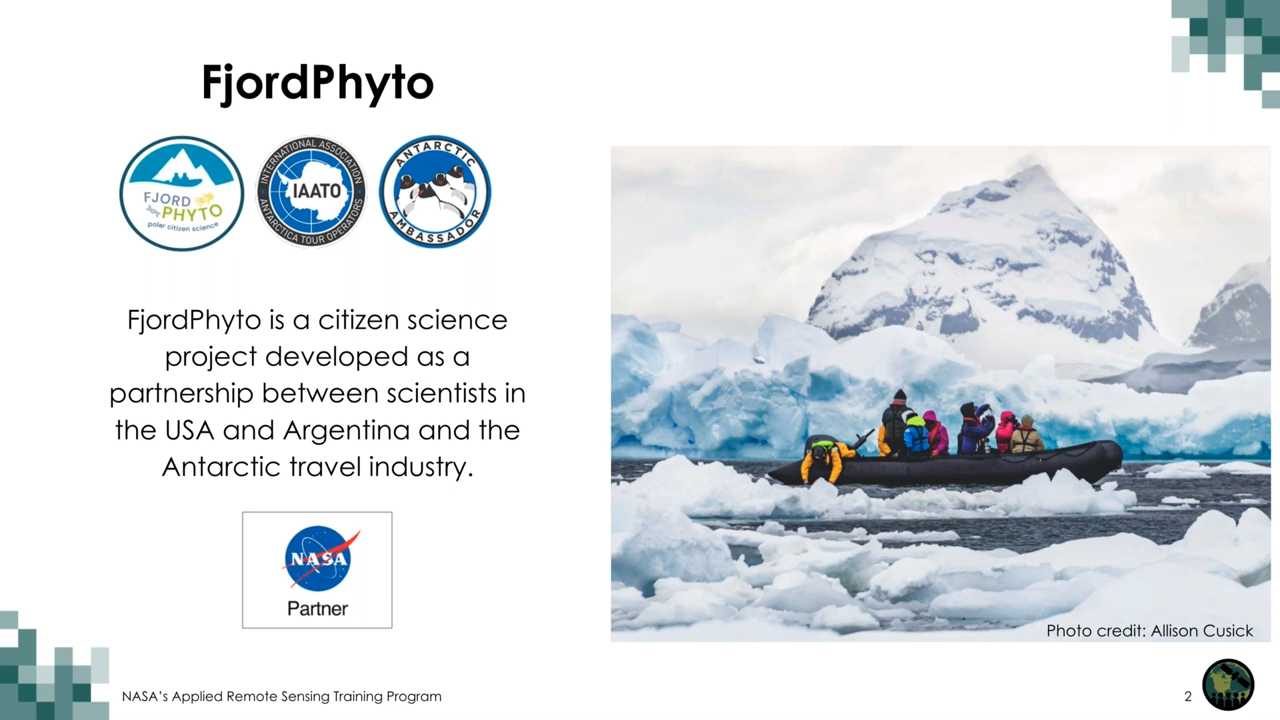 FjordPhyto
FJORD
PHYTO
polar citizen science
INTERNATIONAL ASSOCIATION
IAATO
ANTARCTICA TOUR OPERATORS
ANTARCTIC
AMBASSADOR
FjordPhyto is a citizen science
project developed as a
partnership between scientists in
the USA and Argentina and the
Antarctic travel industry.
NASA
Partner
Photo credit: Allison Cusick
NASA’s Applied Remote Sensing Training Program
2